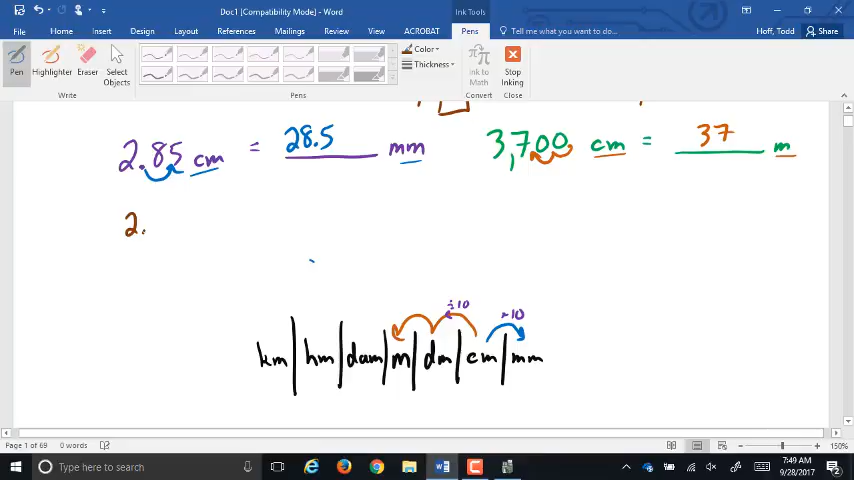 Doc1 [Compatibility Mode] - Word
Ink Tools
Hoff, Todd
File Home Insert Design Layout References Mailings Review View ACROBAT Pens Tell me what you want to do... Share
Pen Highlighter Eraser Select Objects
Color
Thickness
Ink to Math
Stop Inking
Write Pens Convert Close
2.85 cm = 28.5 mm 3,700 cm = 37 m
2.
÷10 ×10
km | hm | dam | m | dm | cm | mm
Page 1 of 69 0 words 150%
Type here to search
7:49 AM
9/28/2017
2